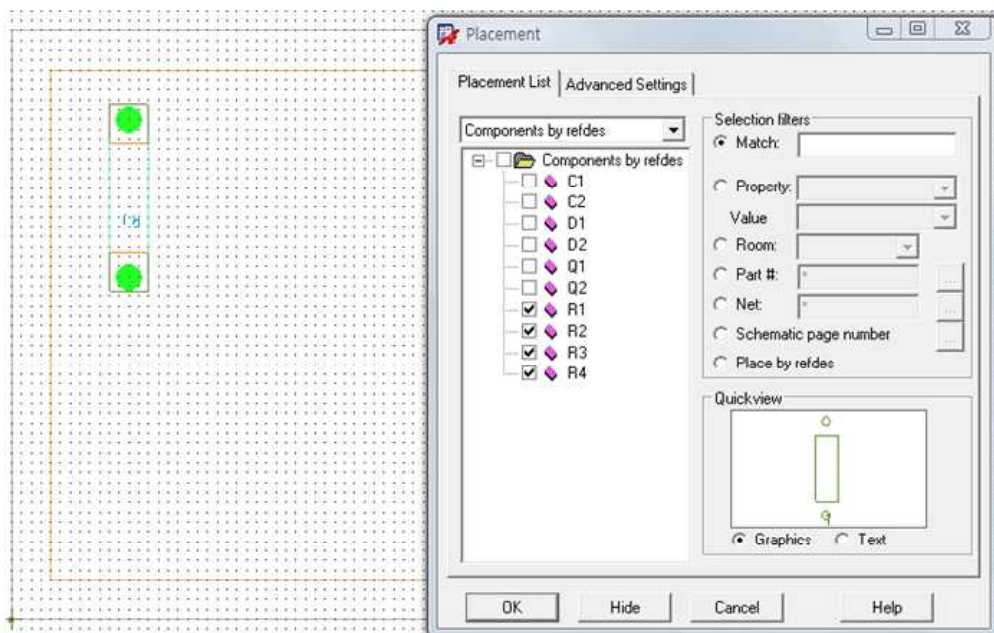 Placement
Placement List
Advanced Settings
Components by refdes
Components by refdes
C1
C2
D1
D2
Q1
Q2
R1
R2
R3
R4
Selection filters
Match:
Property:
Value
Room:
Part #: *
...
Net: *
...
Schematic page number
...
Place by refdes
Quickview
Graphics
Text
OK
Hide
Cancel
Help